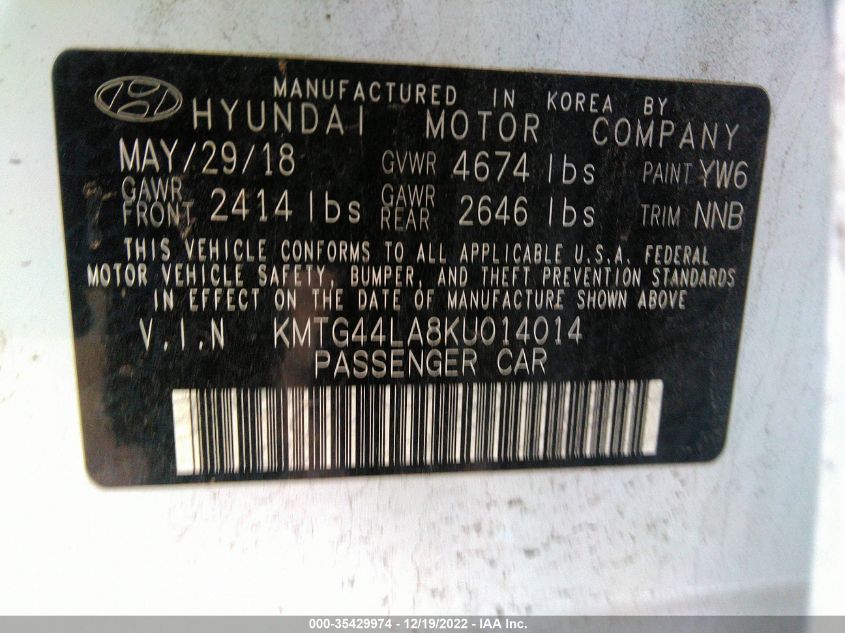 MANUFACTURED IN KOREA BY
HYUNDAI MOTOR COMPANY
MAY/29/18 GVWR 4674 lbs PAINT YW6
GAWR FRONT 2414 lbs GAWR REAR 2646 lbs TRIM NNB
THIS VEHICLE CONFORMS TO ALL APPLICABLE U.S.A. FEDERAL
MOTOR VEHICLE SAFETY, BUMPER, AND THEFT PREVENTION STANDARDS
IN EFFECT ON THE DATE OF MANUFACTURE SHOWN ABOVE
V.I.N KMTG44LA8KU014014
PASSENGER CAR
000-35429974 - 12/19/2022 - IAA Inc.